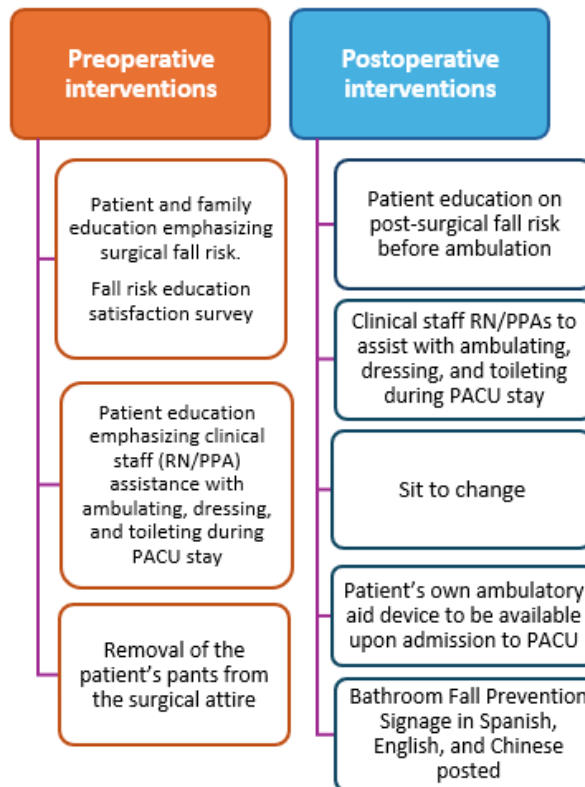 Preoperative
interventions
Patient and family
education emphasizing
surgical fall risk.
Fall risk education
satisfaction survey
Patient education
emphasizing clinical
staff (RN/PPA)
assistance with
ambulating, dressing,
and toileting during
PACU stay
Removal of the
patient's pants from
the surgical attire
Postoperative
interventions
Patient education on
post-surgical fall risk
before ambulation
Clinical staff RN/PPAs to
assist with ambulating,
dressing, and toileting
during PACU stay
Sit to change
Patient's own ambulatory
aid device to be available
upon admission to PACU
Bathroom Fall Prevention
Signage in Spanish,
English, and Chinese
posted